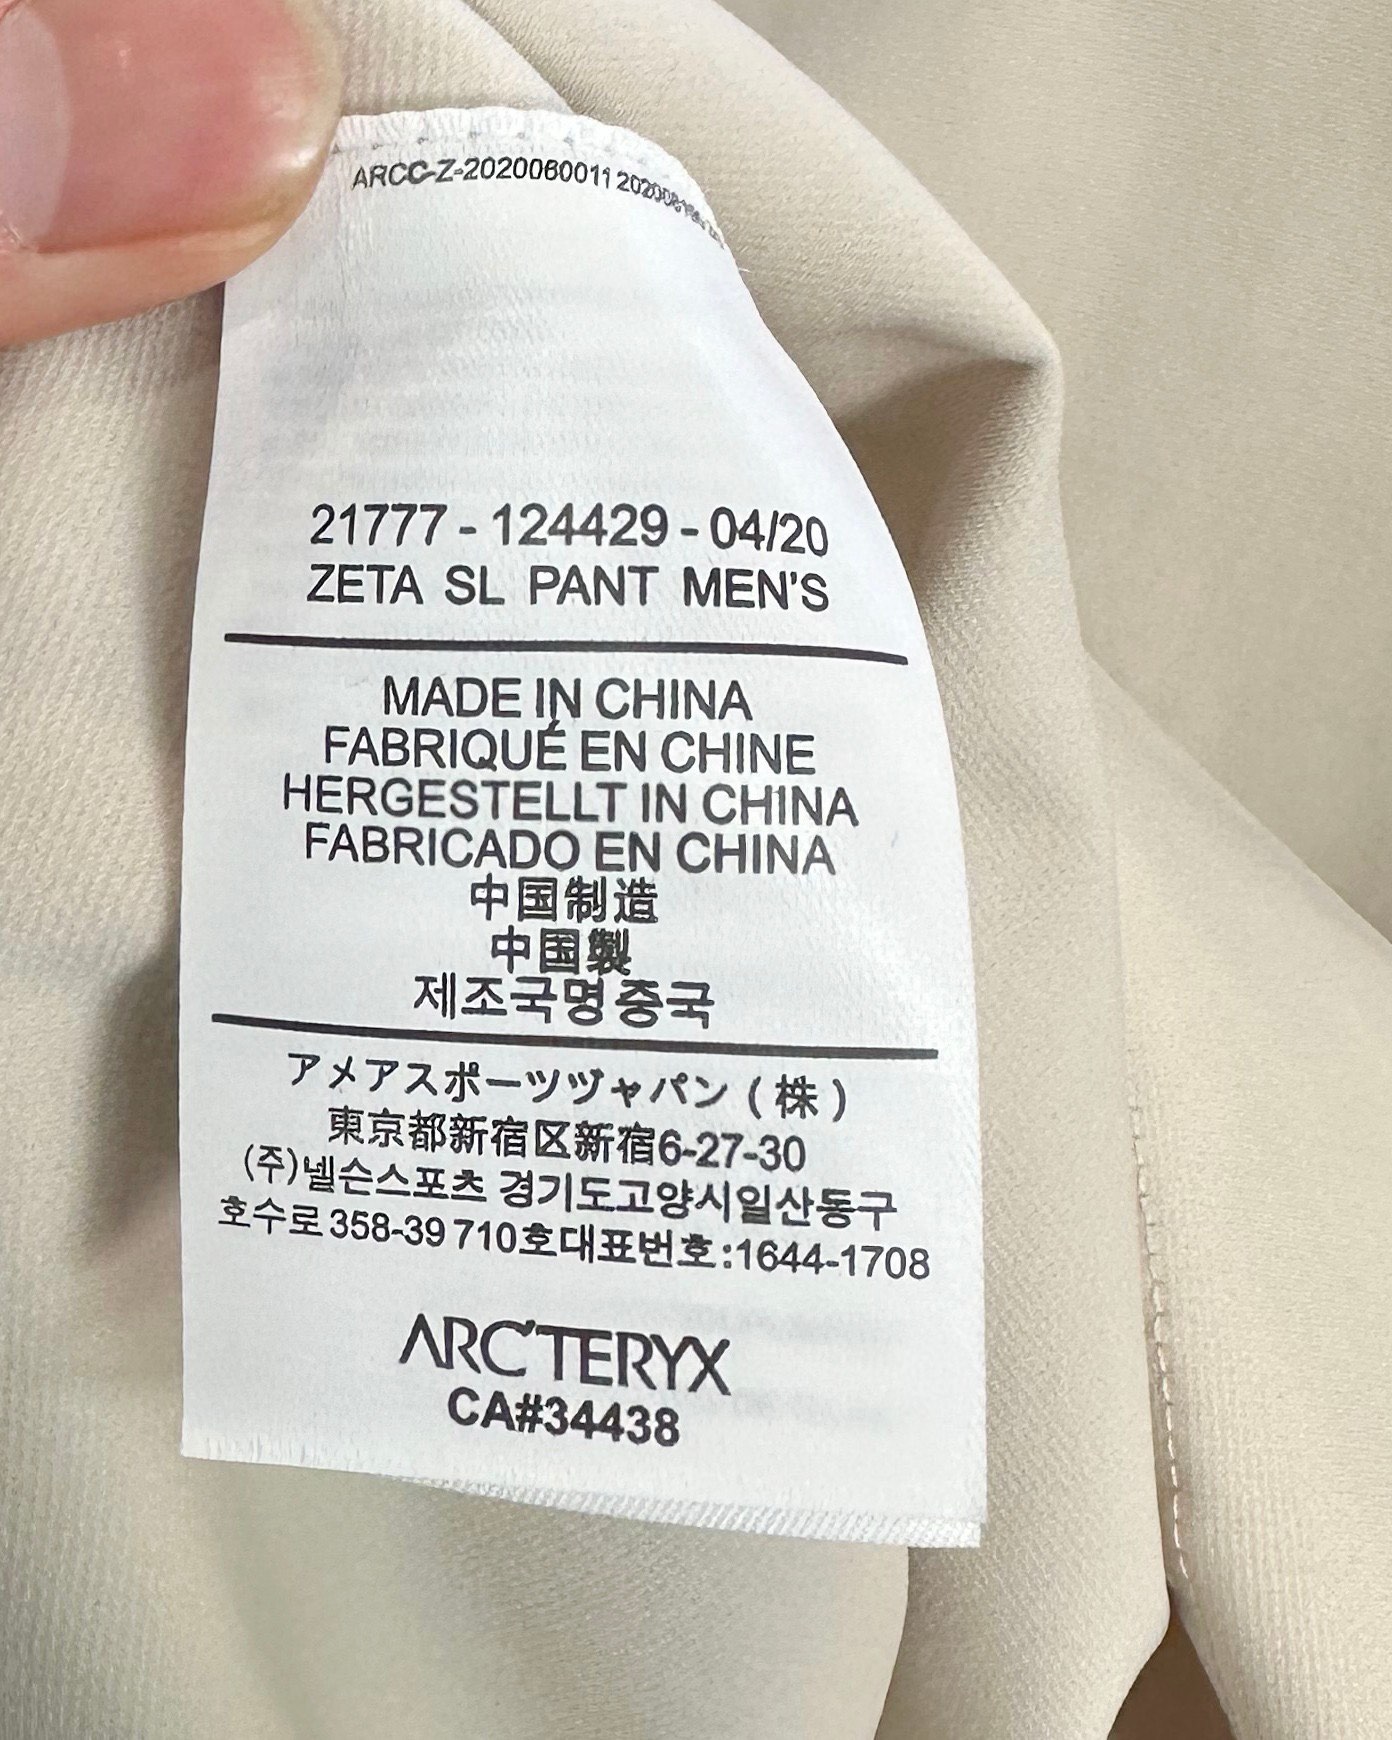 ARCC-Z-2020060011
21777 - 124429 - 04/20
ZETA SL PANT MEN'S
MADE IN CHINA
FABRIQUÉ EN CHINE
HERGESTELLT IN CHINA
FABRICADO EN CHINA
中国制造
中国製
제조국명중국
アメアスポーツヅャパン(株)
東京都新宿区新宿6-27-30
(주)넬슨스포츠 경기도고양시일산동구
호수로358-39 710호대표번호:1644-1708
ARC'TERYX
CA#34438